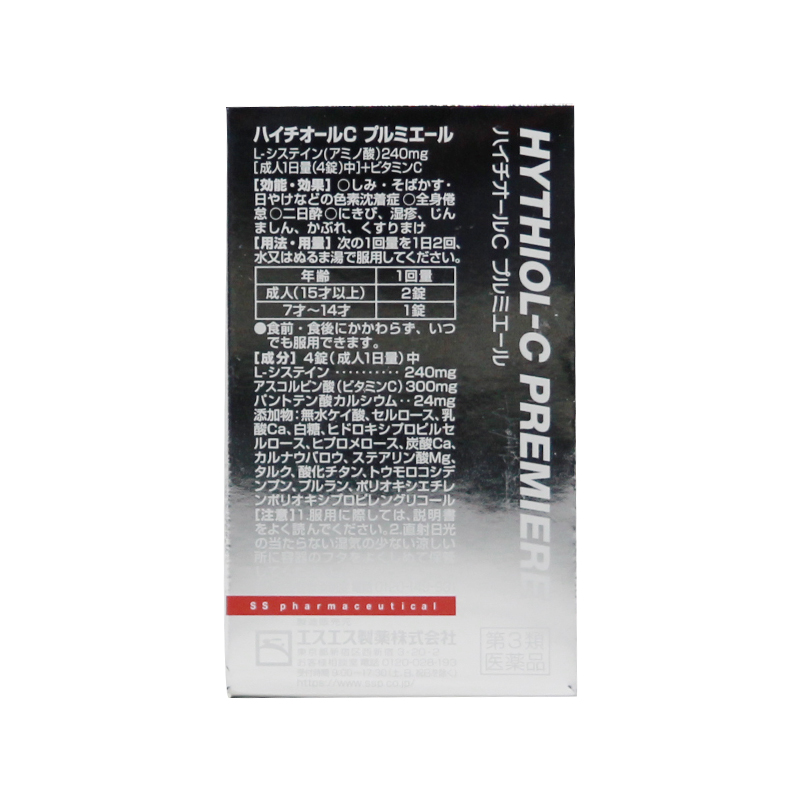 ハイチオールC プルミエール
L-システイン(アミノ酸)240mg
[成人1日量(4錠)中]+ビタミンC
【効能・効果】○しみ・そばかす・
日やけなどの色素沈着症○全身倦
怠○二日酔○にきび、湿疹、じん
ましん、かぶれ、くすりまけ
【用法・用量】次の1回量を1日2回、
水又はぬるま湯で服用してください。
年齢 1回量
成人(15才以上) 2錠
7才〜14才 1錠
●食前・食後にかかわらず、いつ
でも服用できます。
【成分】4錠(成人1日量)中
L-システイン ‥‥‥‥‥ 240mg
アスコルビン酸(ビタミンC)300mg
パントテン酸カルシウム‥24mg
添加物:無水ケイ酸、セルロース、乳
酸Ca、白糖、ヒドロキシプロピルセ
ルロース、ヒプロメロース、炭酸Ca、
カルナウバロウ、ステアリン酸Mg、
タルク、酸化チタン、トウモロコシデ
ンプン、プルラン、ポリオキシエチレ
ンポリオキシプロピレングリコール
【注意】1.服用に際しては、説明書
をよく読んでください。2.直射日光
の当たらない湿気の少ない涼しい
SS pharmaceutical
エスエス製薬株式会社
https://www.ssp.co.jp/
HYTHIOL-C PREMIERE
ハイチオールC プルミエール
第3類
医薬品